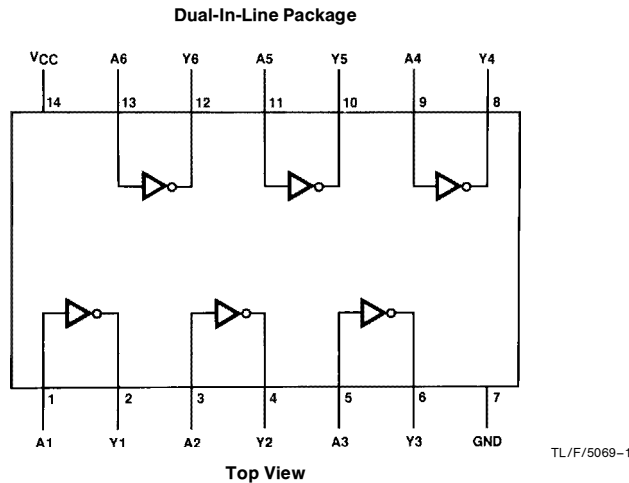 Dual-In-Line Package
VCC A6 Y6 A5 Y5 A4 Y4
14 13 12 11 10 9 8
1 2 3 4 5 6 7
A1 Y1 A2 Y2 A3 Y3 GND
TL/F/5069–1
Top View